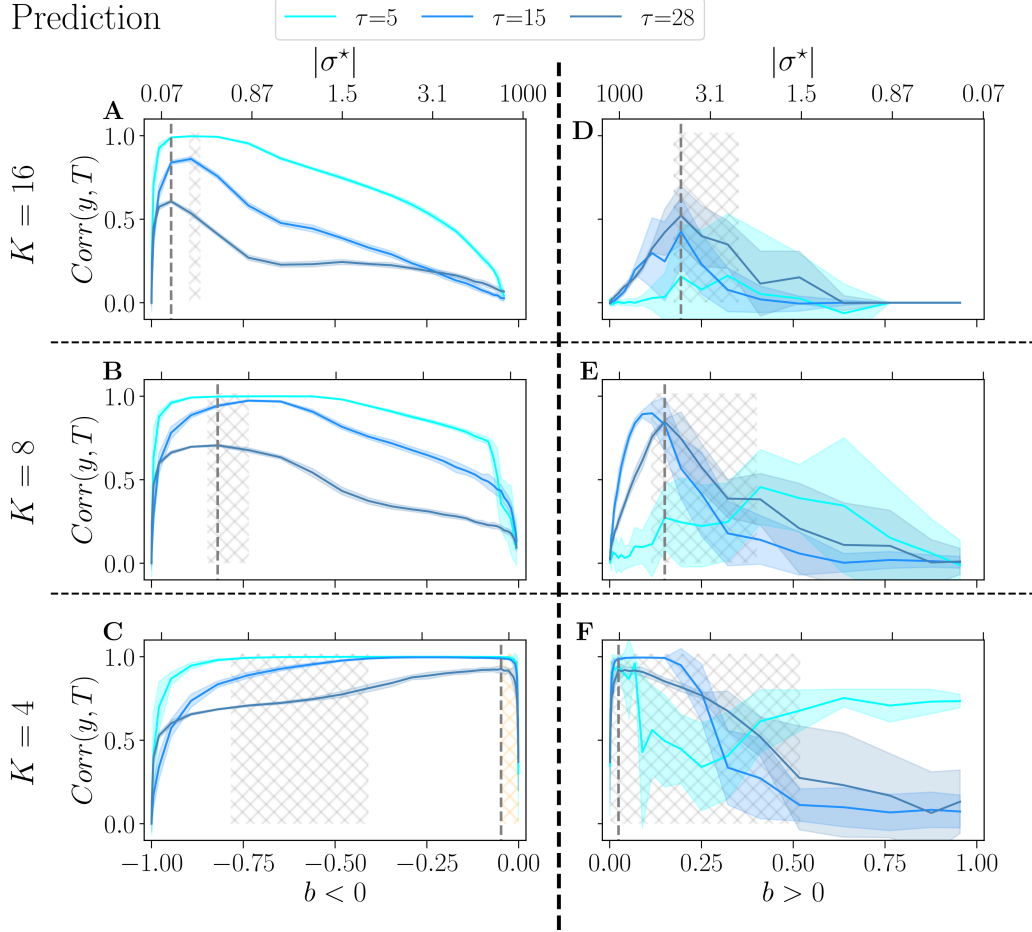 Prediction
τ=5 τ=15 τ=28
|σ⋆| |σ⋆|
0.07 0.87 1.5 3.1 1000 1000 3.1 1.5 0.87 0.07
A D
K = 16
Corr(y, T)
1.0
0.5
0.0
B E
K = 8
Corr(y, T)
1.0
0.5
0.0
C F
K = 4
Corr(y, T)
1.0
0.5
0.0
−1.00 −0.75 −0.50 −0.25 0.00 0.00 0.25 0.50 0.75 1.00
b < 0 b > 0